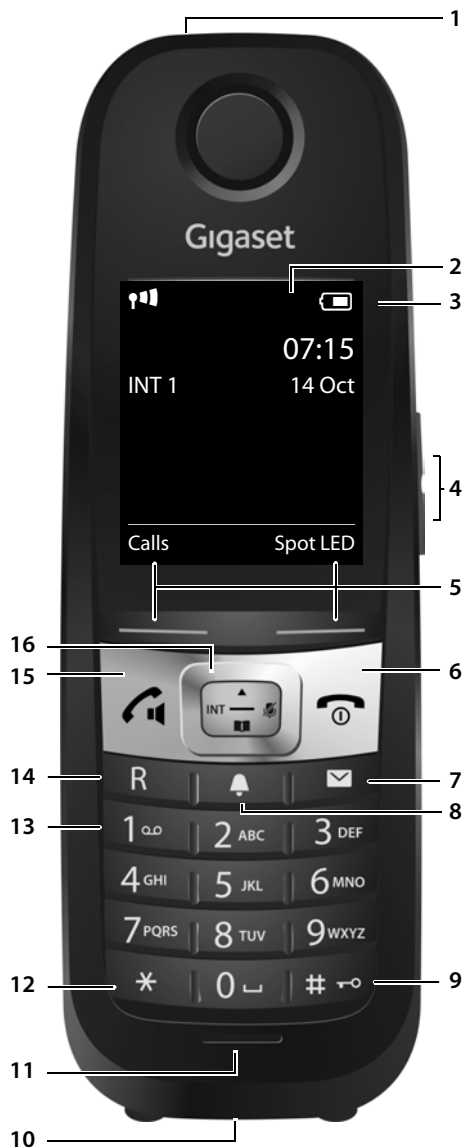 1
Gigaset
2
3
07:15
INT 1 14 Oct
4
Calls Spot LED
5
16
15
6
INT
14 R 7
8
13 1 2 ABC 3 DEF
4 GHI 5 JKL 6 MNO
7 PQRS 8 TUV 9 WXYZ
12 * 0 # 9
11
10